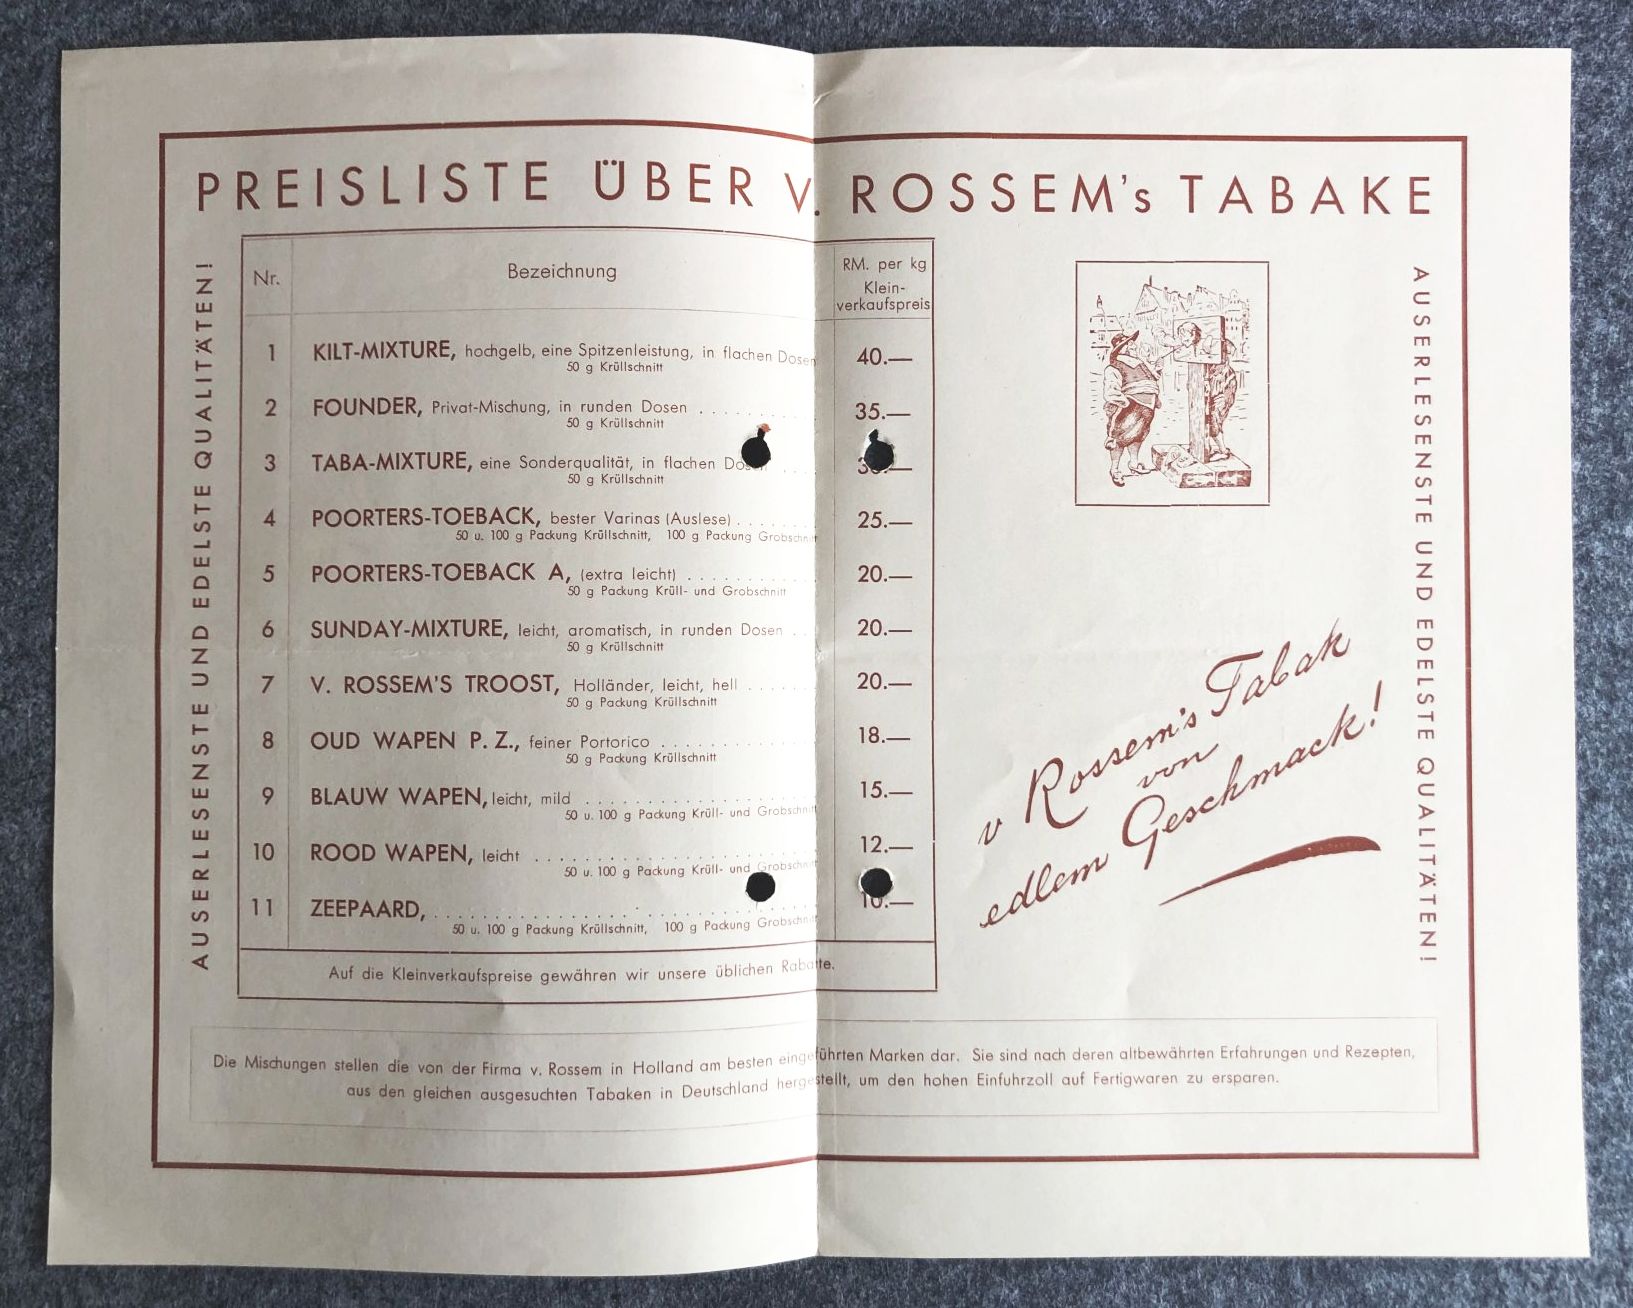 PREISLISTE ÜBER V. ROSSEM's TABAKE
AUSERLESENSTE UND EDELSTE QUALITÄTEN!
Nr. Bezeichnung RM. per kg
Klein-
verkaufspreis
1 KILT-MIXTURE, hochgelb, eine Spitzenleistung, in flachen Dosen 40.—
50 g Krüllschnitt
2 FOUNDER, Privat-Mischung, in runden Dosen . . . . . . . . 35.—
50 g Krüllschnitt
3 TABA-MIXTURE, eine Sonderqualität, in flachen
50 g Krüllschnitt
4 POORTERS-TOEBACK, bester Varinas (Auslese) . . . . . . 25.—
50 u. 100 g Packung Krüllschnitt, 100 g Packung Grobschnitt
5 POORTERS-TOEBACK A, (extra leicht) . . . . . . . . . . 20.—
50 g Packung Krüll- und Grobschnitt
6 SUNDAY-MIXTURE, leicht, aromatisch, in runden Dosen . . 20.—
50 g Krüllschnitt
7 V. ROSSEM'S TROOST, Holländer, leicht, hell . . . . . . 20.—
50 g Packung Krüllschnitt
8 OUD WAPEN P. Z., feiner Portorico . . . . . . . . . . . . 18.—
50 g Packung Krüllschnitt
9 BLAUW WAPEN, leicht, mild . . . . . . . . . . . . . . . . . . 15.—
50 u. 100 g Packung Krüll- und Grobschnitt
10 ROOD WAPEN, leicht . . . . . . . . . . . . . . . . . . . . . . 12.—
50 u. 100 g Packung Krüll- und Grobschnitt
11 ZEEPAARD, . . . . . . . . . . . . . . . . . . . . . . . . . . . . 10.—
50 u. 100 g Packung Krüllschnitt, 100 g Packung Grobschnitt
Auf die Kleinverkaufspreise gewähren wir unsere üblichen Rabatte.
v Rossem's Tabak
von
edlem Geschmack!
AUSERLESENSTE UND EDELSTE QUALITÄTEN!
Die Mischungen stellen die von der Firma v. Rossem in Holland am besten eingeführten Marken dar. Sie sind nach deren altbewährten Erfahrungen und Rezepten,
aus den gleichen ausgesuchten Tabaken in Deutschland hergestellt, um den hohen Einfuhrzoll auf Fertigwaren zu ersparen.